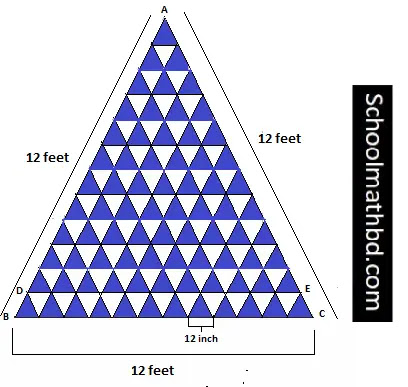 A
12 feet
12 feet
D
E
B
C
12 inch
12 feet
Schoolmathbd.com